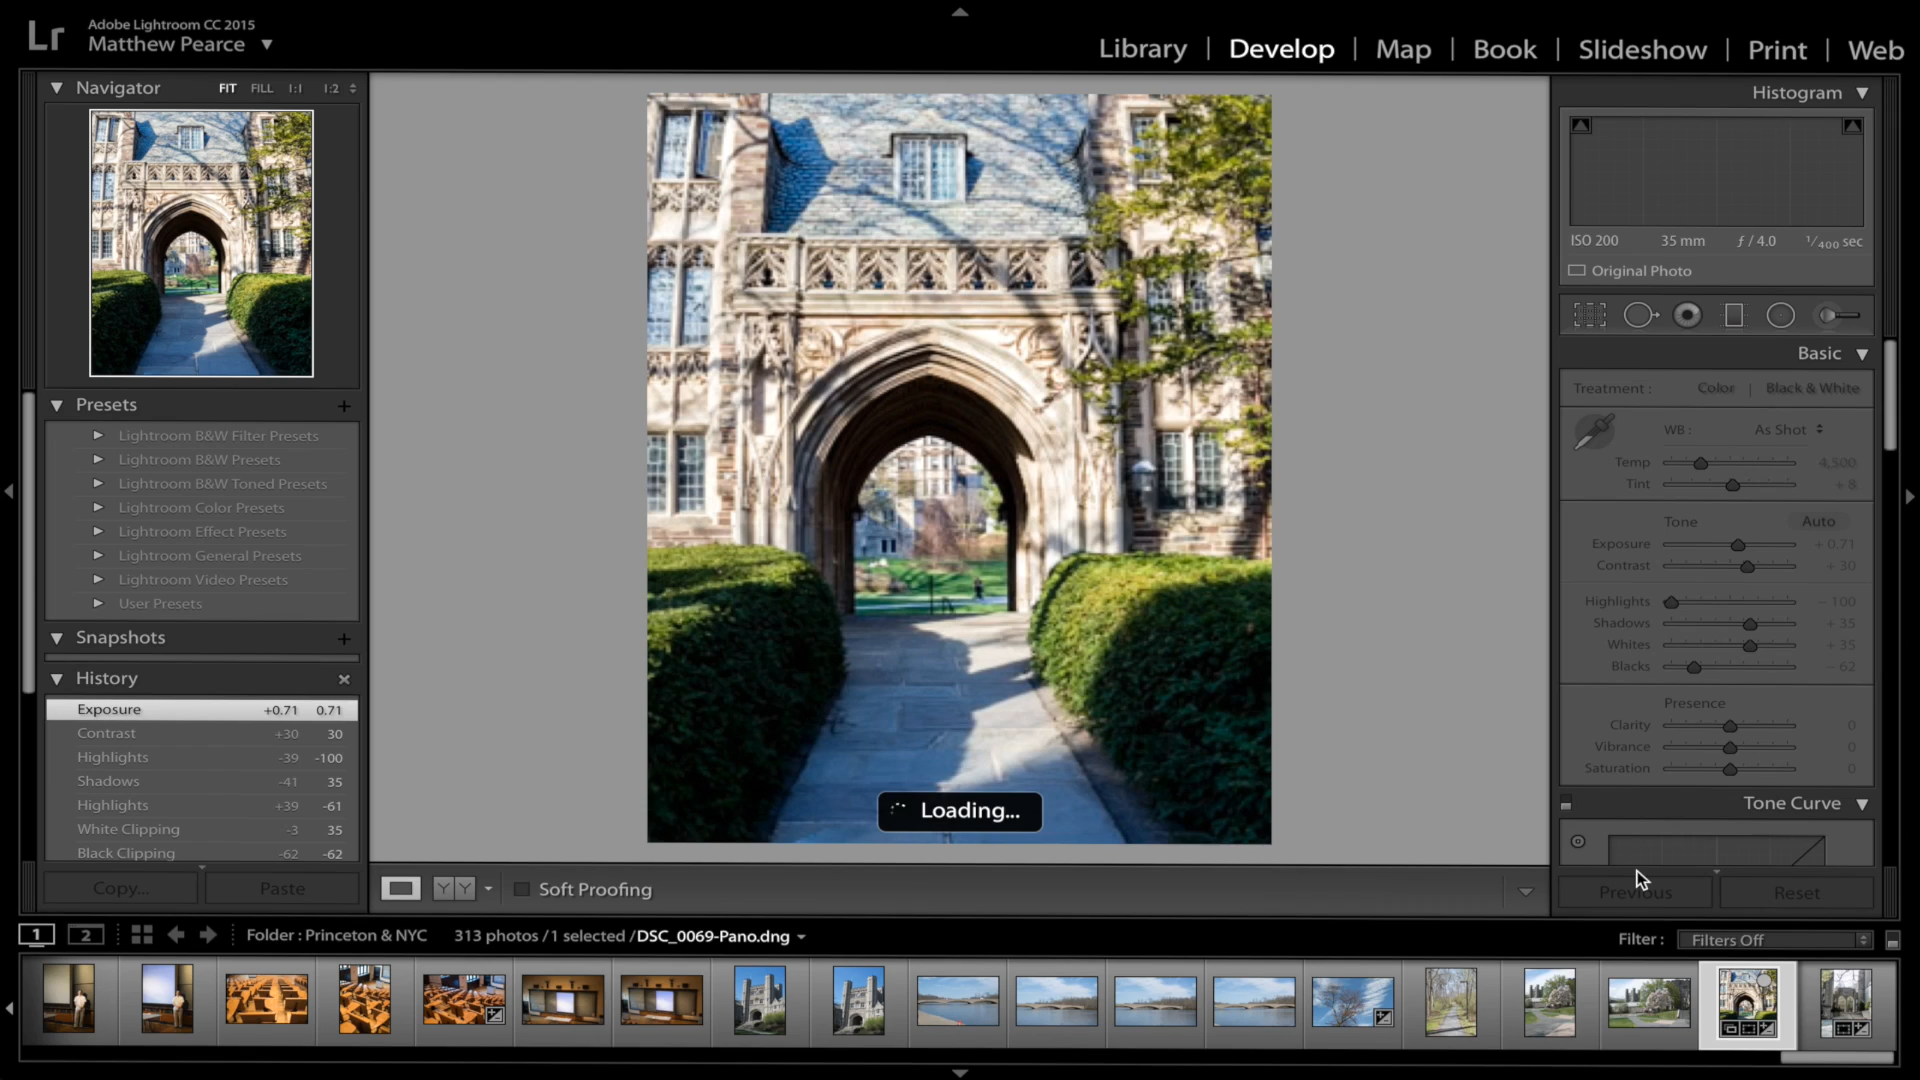 Lr
Adobe Lightroom CC 2015
Matthew Pearce
Library | Develop | Map | Book | Slideshow | Print | Web
Navigator FIT FILL 1:1 1:2
Presets +
Lightroom B&W Filter Presets
Lightroom B&W Presets
Lightroom B&W Toned Presets
Lightroom Color Presets
Lightroom Effect Presets
Lightroom General Presets
Lightroom Video Presets
User Presets
Snapshots +
History
Exposure +0.71 0.71
Contrast +30 30
Highlights -39 -100
Shadows -41 35
Highlights +39 -61
White Clipping -3 35
Black Clipping -62 -62
Copy... Paste
Loading...
Soft Proofing
Histogram
ISO 200 35 mm ƒ / 4.0 1/400 sec
Original Photo
Basic
Treatment : Color | Black & White
WB : As Shot
Temp 4,500
Tint + 8
Tone Auto
Exposure + 0.71
Contrast + 30
Highlights - 100
Shadows + 35
Whites + 35
Blacks - 62
Presence
Clarity 0
Vibrance 0
Saturation 0
Tone Curve
Previous Reset
1 2 Folder : Princeton & NYC 313 photos / 1 selected / DSC_0069-Pano.dng
Filter : Filters Off